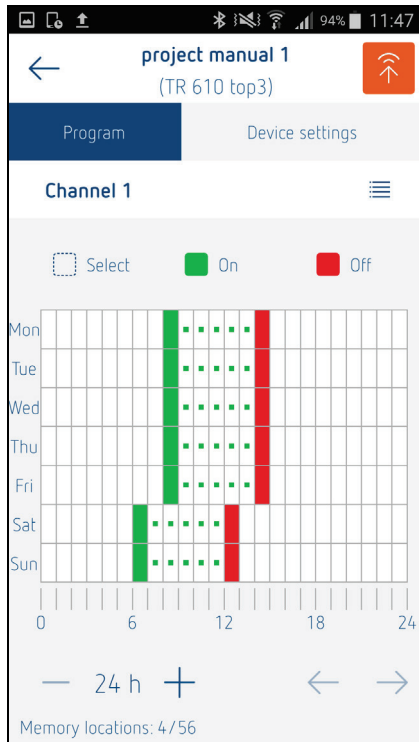 94% 11:47
project manual 1
(TR 610 top3)
Program Device settings
Channel 1
Select On Off
Mon
Tue
Wed
Thu
Fri
Sat
Sun
0 6 12 18 24
24 h
Memory locations: 4/56